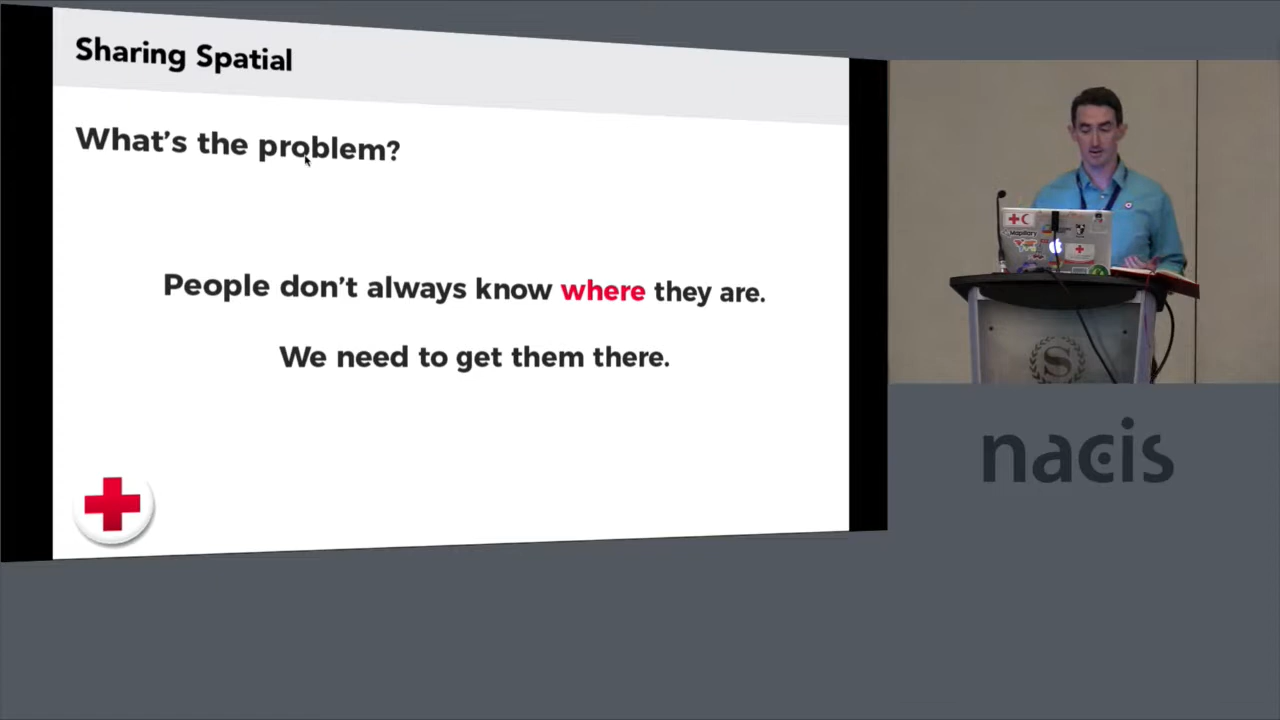 Sharing Spatial
What's the problem?
People don't always know where they are.
We need to get them there.
Mapillary
S
nacis